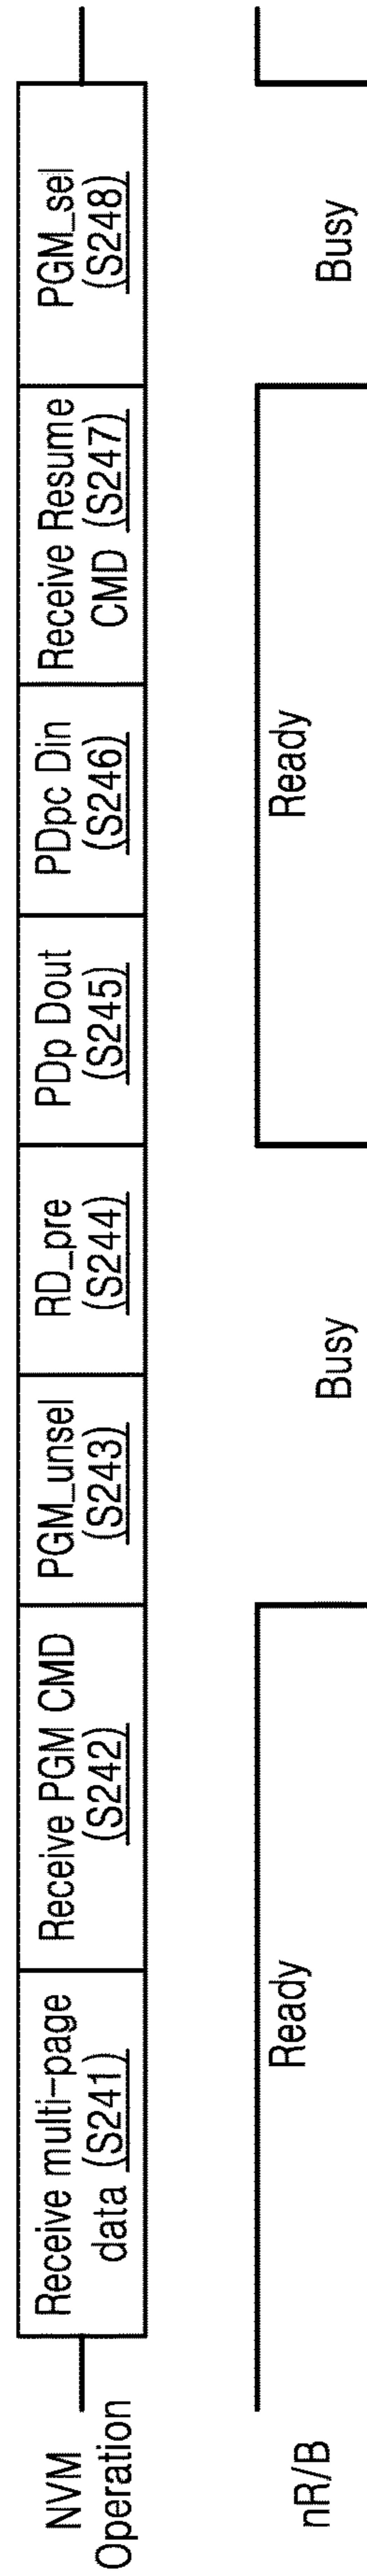 NVM
Operation
Receive multi-page
data (S241)
Receive PGM CMD
(S242)
PGM_unsel
(S243)
RD_pre
(S244)
PDp Dout
(S245)
PDpc Din
(S246)
Receive Resume
CMD (S247)
PGM_sel
(S248)
nR/B
Ready
Busy
Ready
Busy